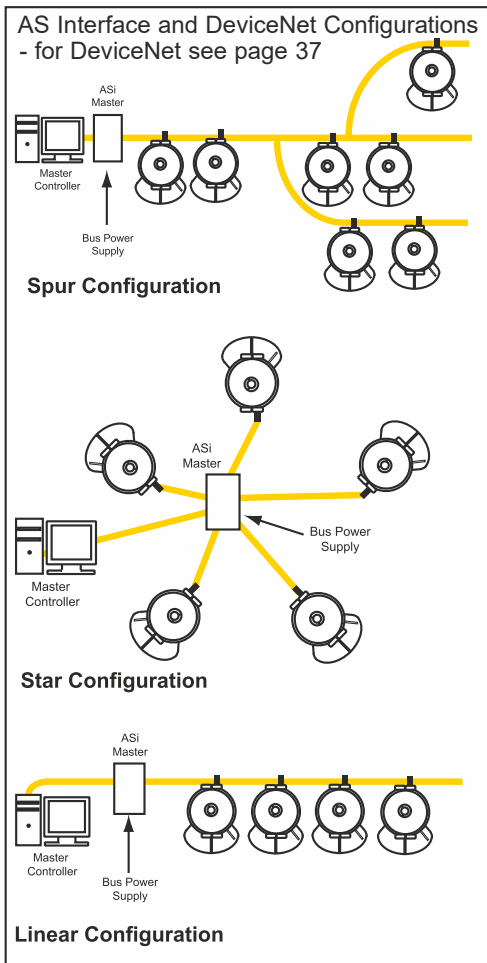 AS Interface and DeviceNet Configurations
- for DeviceNet see page 37
ASi
Master
Master
Controller
Bus Power
Supply
Spur Configuration
ASi
Master
Bus Power
Supply
Master
Controller
Star Configuration
ASi
Master
Master
Controller
Bus Power
Supply
Linear Configuration